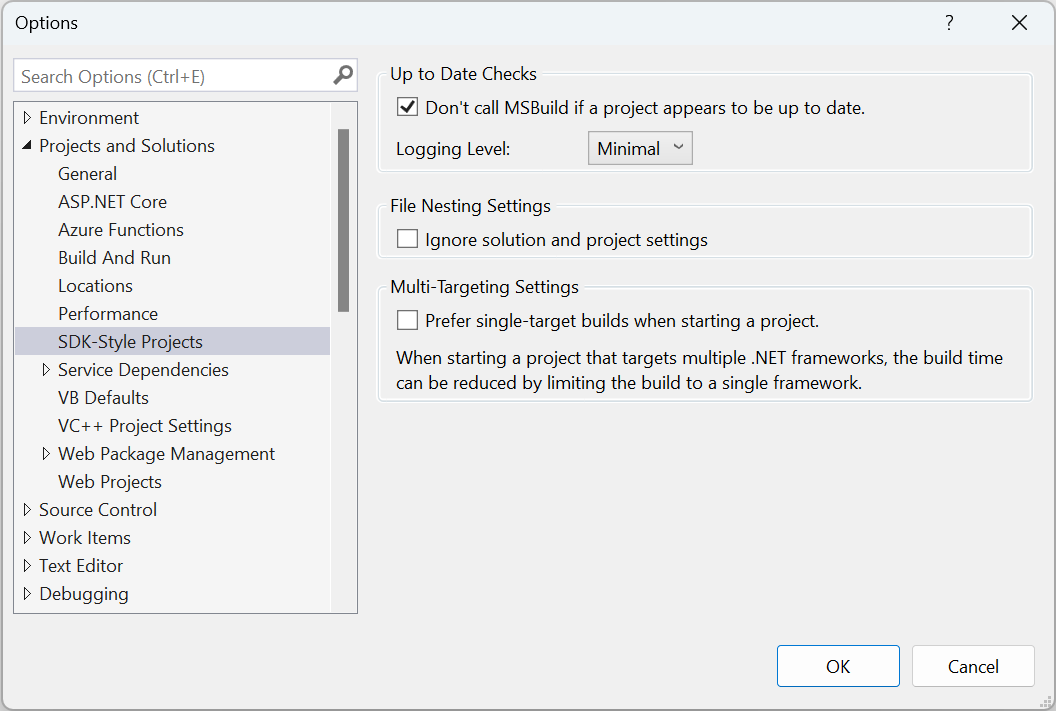 Options
?
Search Options (Ctrl+E)
Environment
Projects and Solutions
General
ASP.NET Core
Azure Functions
Build And Run
Locations
Performance
SDK-Style Projects
Service Dependencies
VB Defaults
VC++ Project Settings
Web Package Management
Web Projects
Source Control
Work Items
Text Editor
Debugging
Up to Date Checks
Don't call MSBuild if a project appears to be up to date.
Logging Level: Minimal
File Nesting Settings
Ignore solution and project settings
Multi-Targeting Settings
Prefer single-target builds when starting a project.
When starting a project that targets multiple .NET frameworks, the build time
can be reduced by limiting the build to a single framework.
OK Cancel